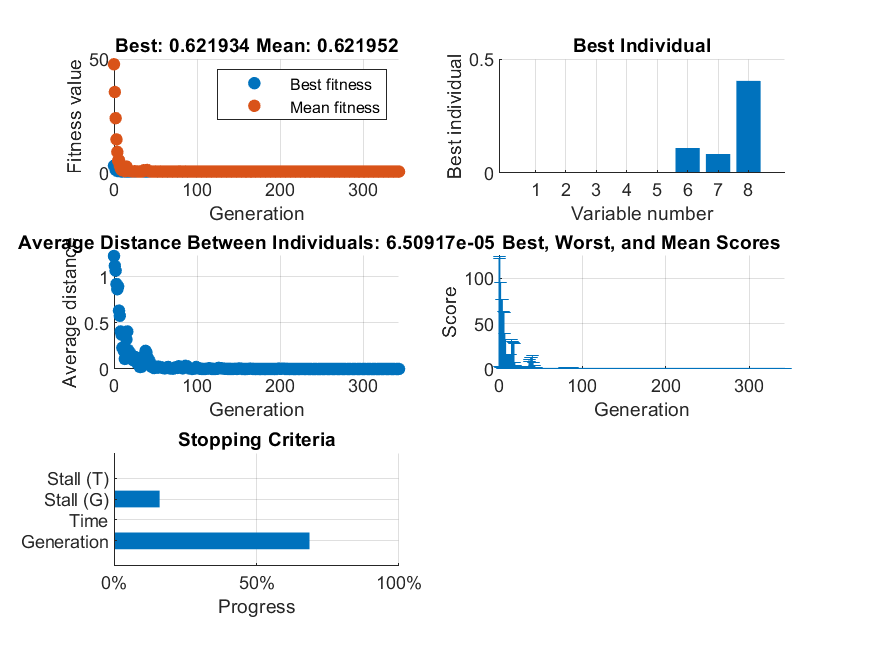 Best: 0.621934 Mean: 0.621952
Fitness value
50
0
Best fitness
Mean fitness
0 100 200 300
Generation
Best Individual
Best individual
0.5
0
1 2 3 4 5 6 7 8
Variable number
Average Distance Between Individuals: 6.50917e-05
Average distance
1
0.5
0
0 100 200 300
Generation
Best, Worst, and Mean Scores
Score
100
50
0
0 100 200 300
Generation
Stopping Criteria
Stall (T)
Stall (G)
Time
Generation
0% 50% 100%
Progress